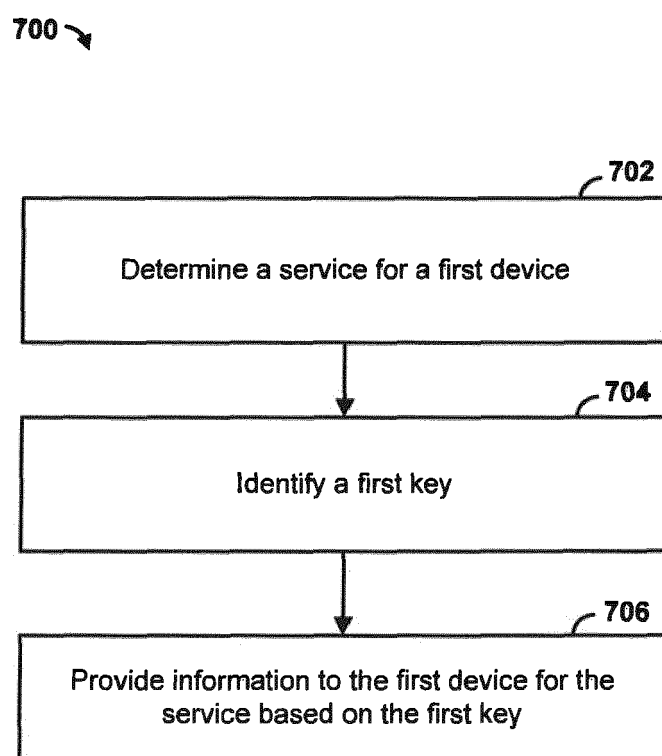 700
702
Determine a service for a first device
704
Identify a first key
706
Provide information to the first device for the
service based on the first key